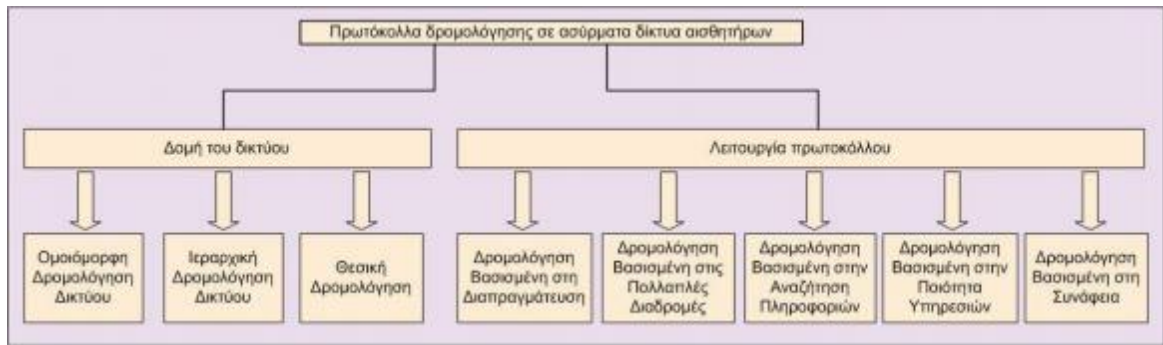 Πρωτόκολλα δρομολόγησης σε ασύρματα δίκτυα αισθητήρων
Δομή του δικτύου
Λειτουργία πρωτοκόλλου
Ομοιόμορφη
Δρομολόγηση
Δικτύου
Ιεραρχική
Δρομολόγηση
Δικτύου
Θεσική
Δρομολόγηση
Δρομολόγηση
Βασισμένη στη
Διαπραγμάτευση
Δρομολόγηση
Βασισμένη στις
Πολλαπλές
Διαδρομές
Δρομολόγηση
Βασισμένη στην
Αναζήτηση
Πληροφοριών
Δρομολόγηση
Βασισμένη στην
Ποιότητα
Υπηρεσιών
Δρομολόγηση
Βασισμένη στη
Συνάφεια